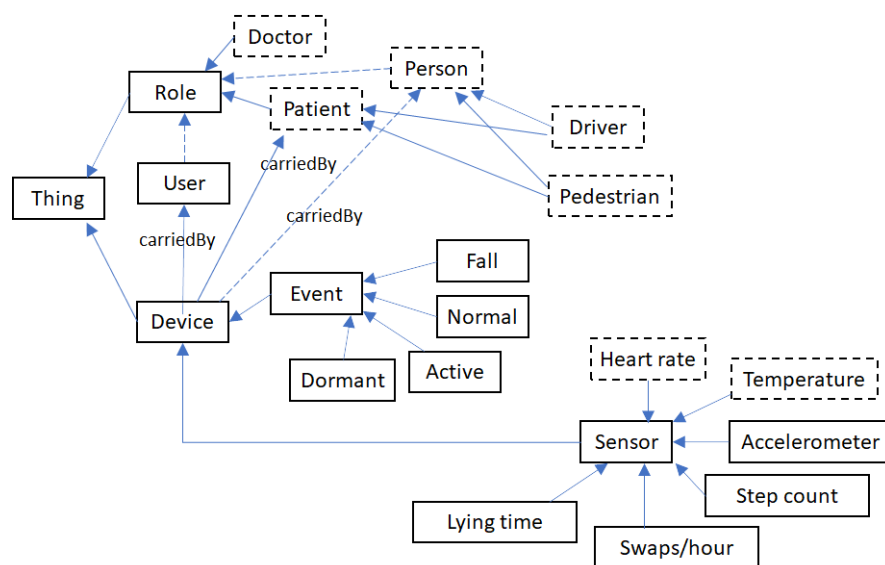 Doctor
Person
Role
Patient
Driver
carriedBy
User
Thing
Pedestrian
carriedBy
carriedBy
Fall
Event
Device
Normal
Dormant
Active
Heart rate
Temperature
Sensor
Accelerometer
Step count
Lying time
Swaps/hour